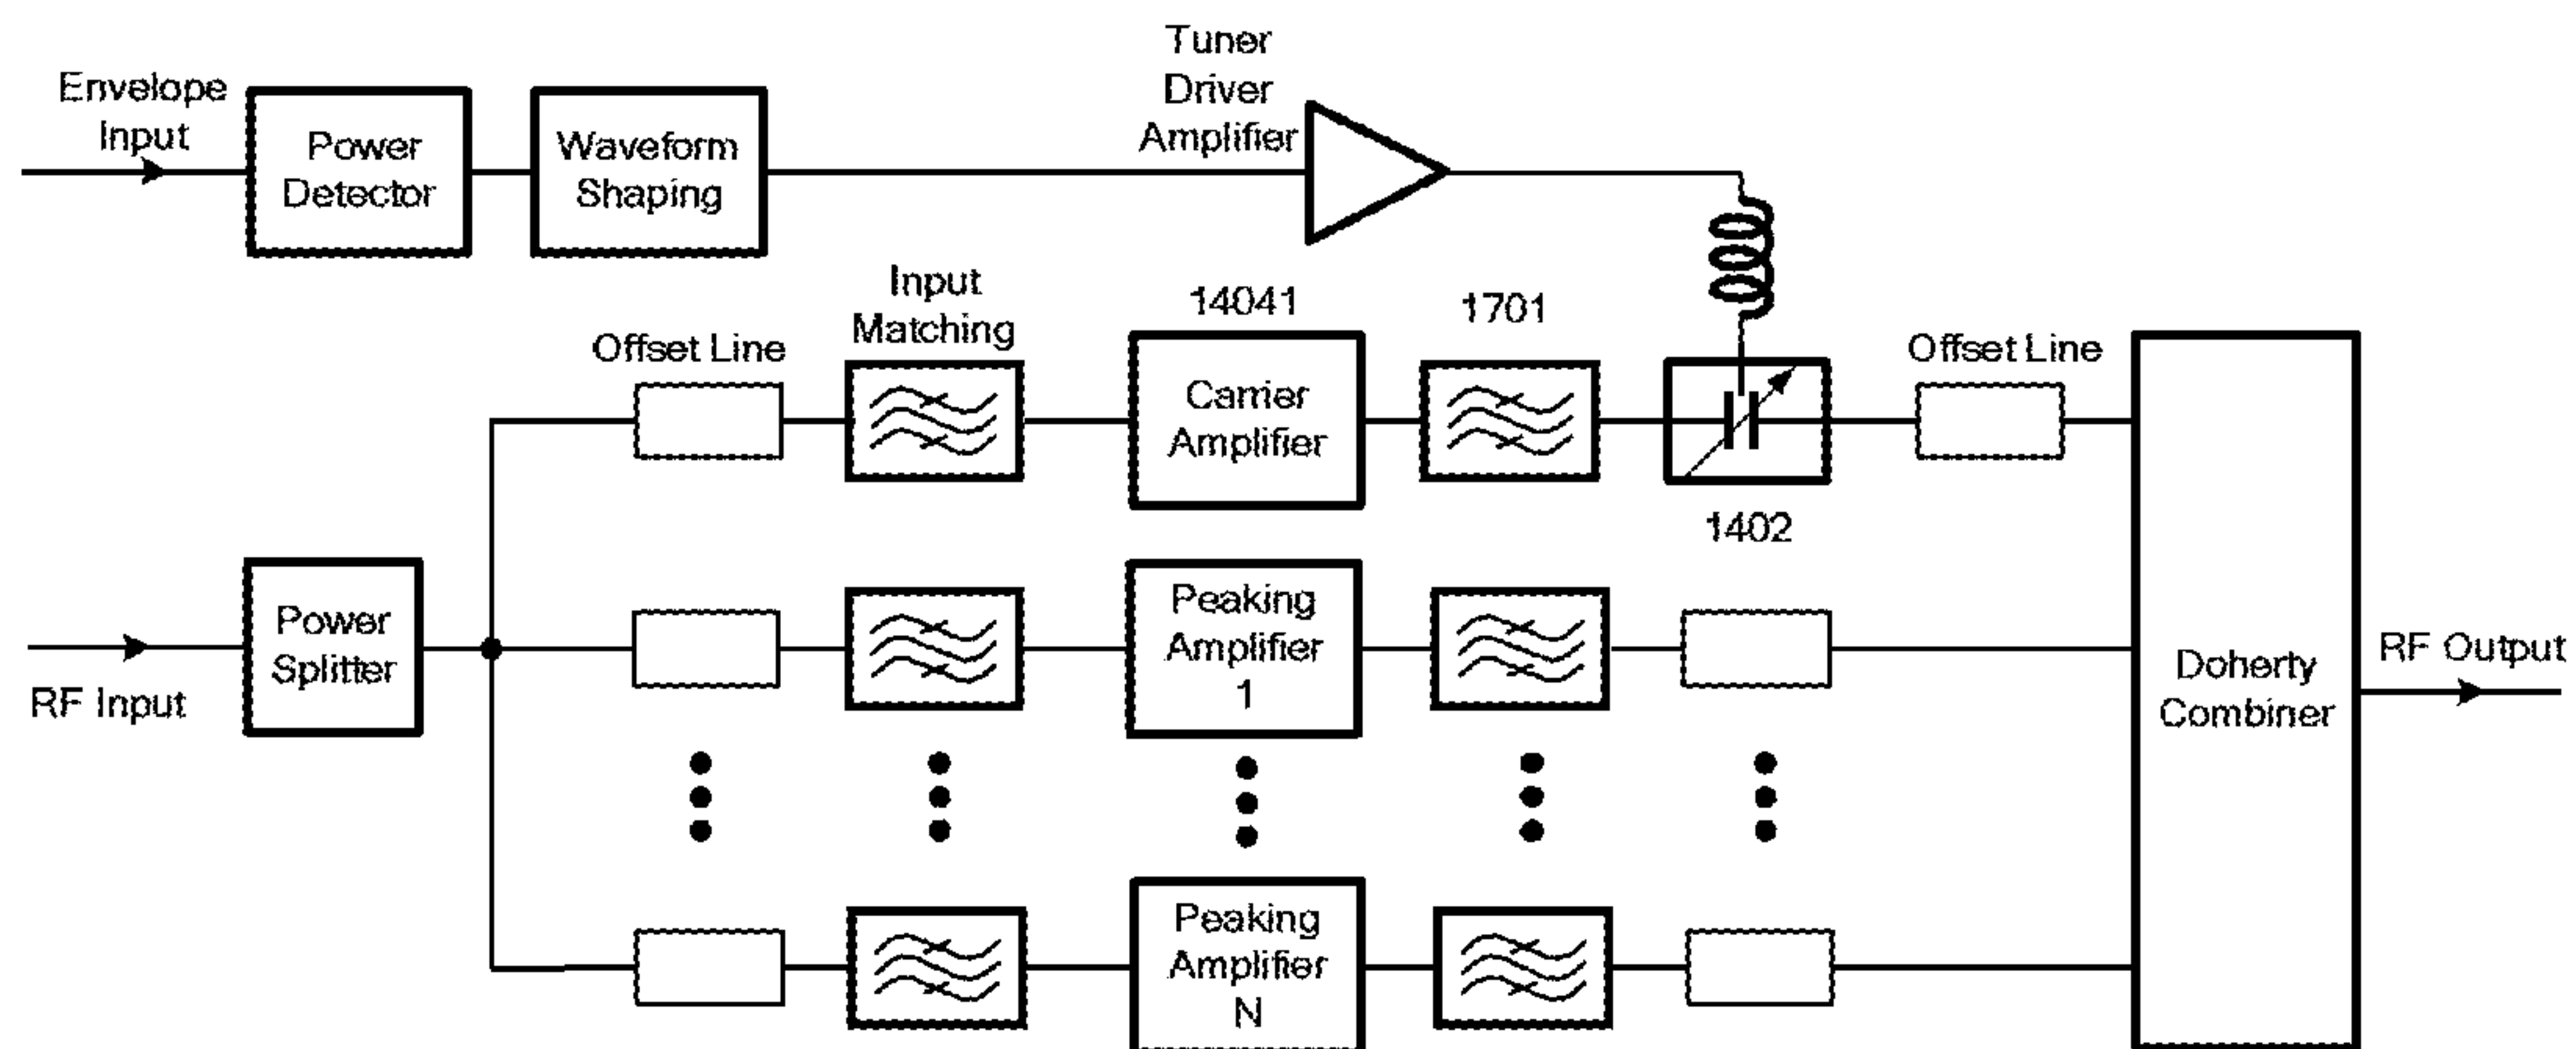 Tuner
Driver
Amplifier
Envelope
Input
Power
Detector
Waveform
Shaping
Input
Matching
14041
1701
Offset Line
Offset Line
Carrier
Amplifier
1402
Power
Splitter
RF Input
Peaking
Amplifier
1
Doherty
Combiner
RF Output
Peaking
Amplifier
N